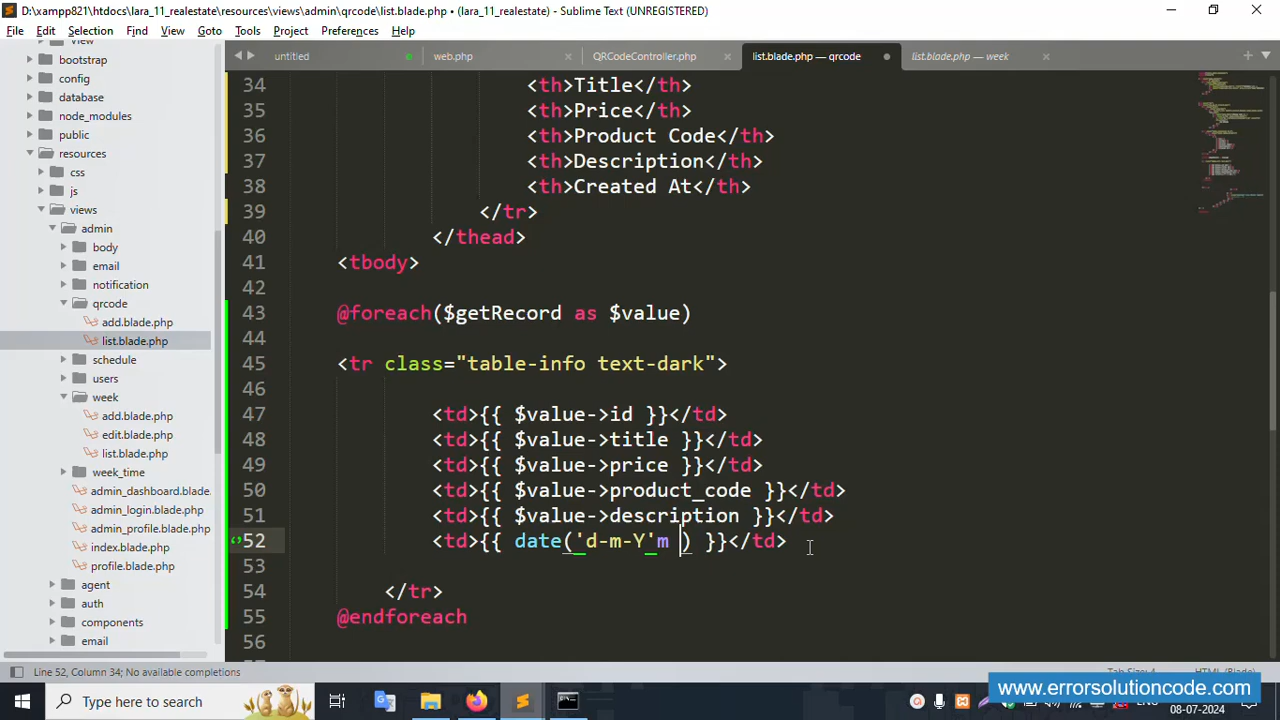 D:\xampp821\htdocs\lara_11_realestate\resources\views\admin\qrcode\list.blade.php • (lara_11_realestate) - Sublime Text (UNREGISTERED)
File Edit Selection Find View Goto Tools Project Preferences Help
untitled web.php QRCodeController.php list.blade.php — qrcode list.blade.php — week
view
bootstrap
config
database
node_modules
public
resources
css
js
views
admin
body
email
notification
qrcode
add.blade.php
list.blade.php
schedule
users
week
add.blade.php
edit.blade.php
list.blade.php
week_time
admin_dashboard.blade.
admin_login.blade.php
admin_profile.blade.php
index.blade.php
profile.blade.php
agent
auth
components
email
34 <th>Title</th>
35 <th>Price</th>
36 <th>Product Code</th>
37 <th>Description</th>
38 <th>Created At</th>
39 </tr>
40 </thead>
41 <tbody>
42
43 @foreach($getRecord as $value)
44
45 <tr class="table-info text-dark">
46
47 <td>{{ $value->id }}</td>
48 <td>{{ $value->title }}</td>
49 <td>{{ $value->price }}</td>
50 <td>{{ $value->product_code }}</td>
51 <td>{{ $value->description }}</td>
52 <td>{{ date('d-m-Y'm ) }}</td>
53
54 </tr>
55 @endforeach
56
Line 52, Column 34; No available completions
Type here to search
www.errorsolutioncode.com
08-07-2024